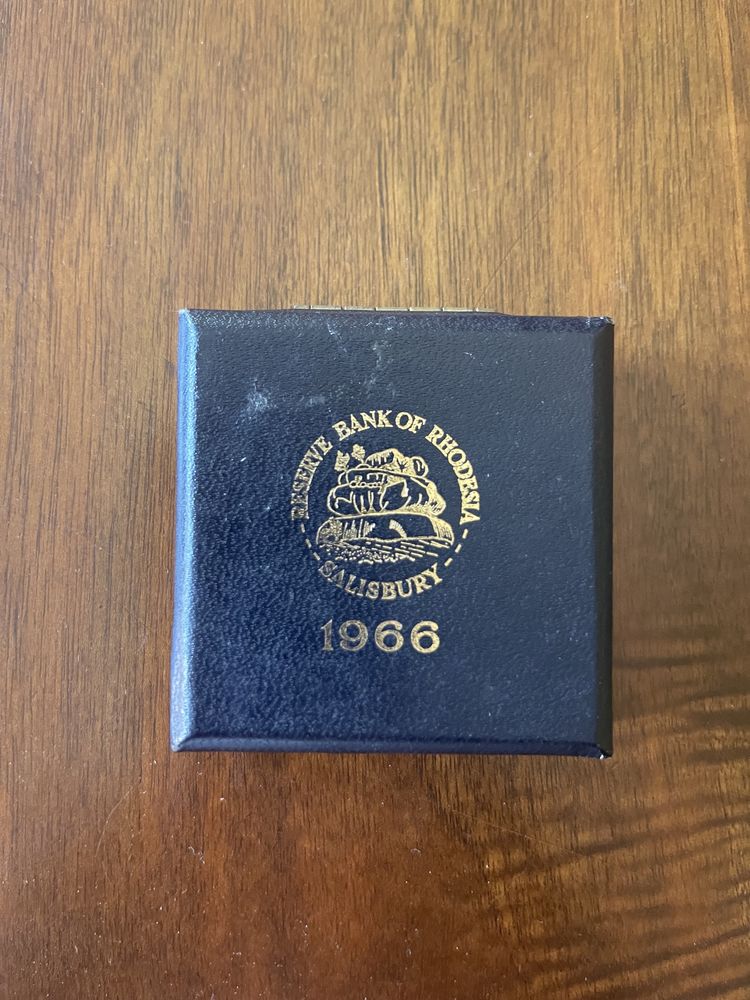 RESERVE BANK OF RHODESIA
SALISBURY
1966